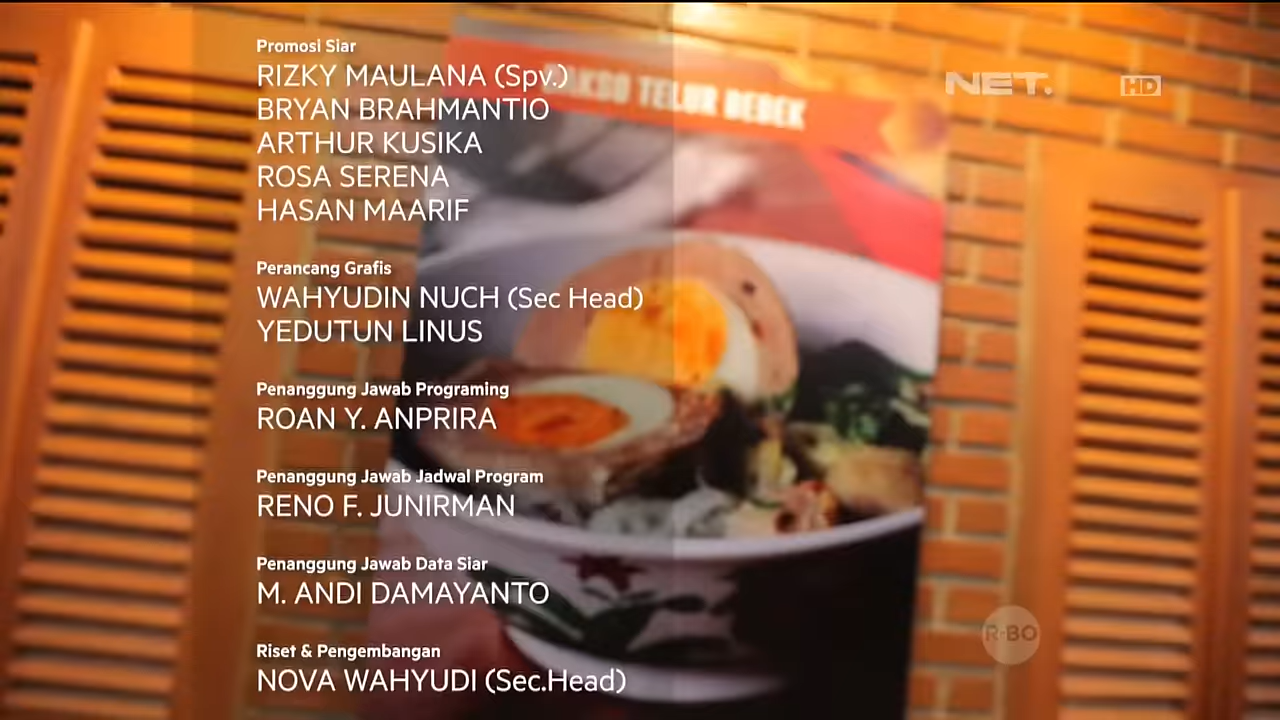 Promosi Siar
RIZKY MAULANA (Spv.)
BRYAN BRAHMANTIO
ARTHUR KUSIKA
ROSA SERENA
HASAN MAARIF
Perancang Grafis
WAHYUDIN NUCH (Sec Head)
YEDUTUN LINUS
Penanggung Jawab Programing
ROAN Y. ANPRIRA
Penanggung Jawab Jadwal Program
RENO F. JUNIRMAN
Penanggung Jawab Data Siar
M. ANDI DAMAYANTO
Riset & Pengembangan
NOVA WAHYUDI (Sec.Head)
BAKSO TELUR BEBEK
NET.
HD
R-BO